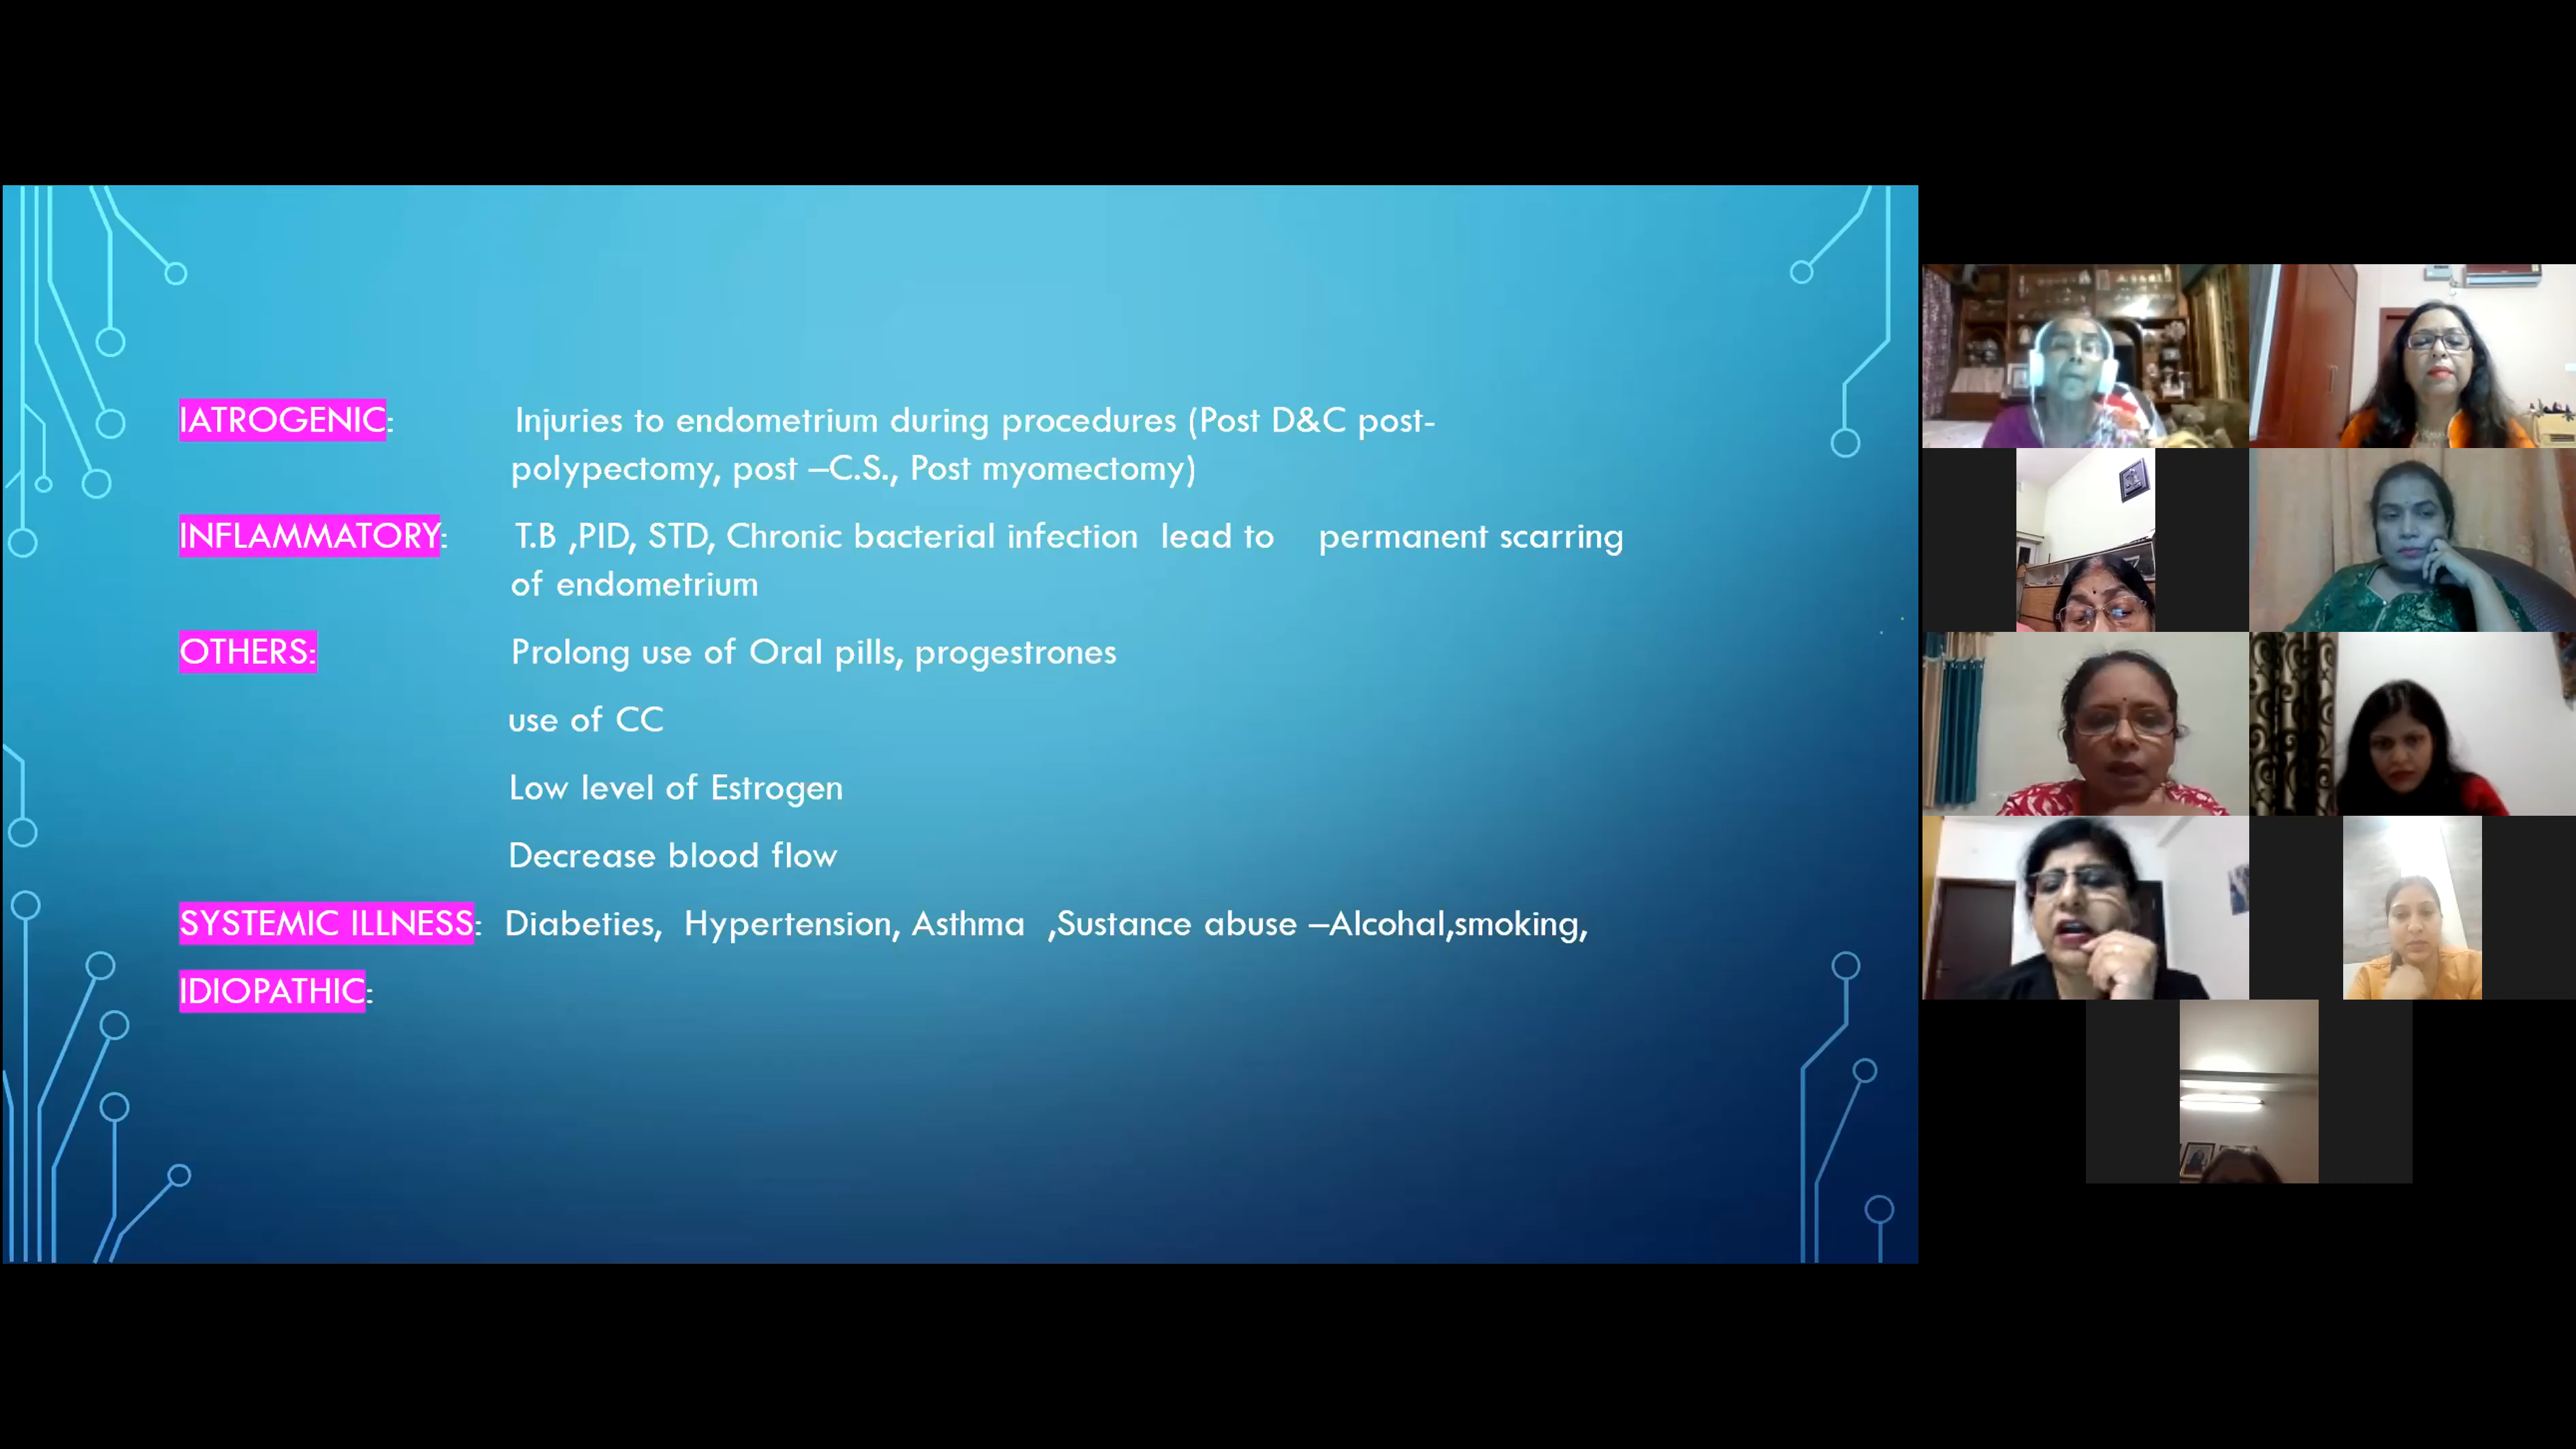 IATROGENIC: Injuries to endometrium during procedures (Post D&C post-
polypectomy, post –C.S., Post myomectomy)
INFLAMMATORY: T.B ,PID, STD, Chronic bacterial infection lead to permanent scarring
of endometrium
OTHERS: Prolong use of Oral pills, progestrones
use of CC
Low level of Estrogen
Decrease blood flow
SYSTEMIC ILLNESS: Diabeties, Hypertension, Asthma ,Sustance abuse –Alcohal,smoking,
IDIOPATHIC: